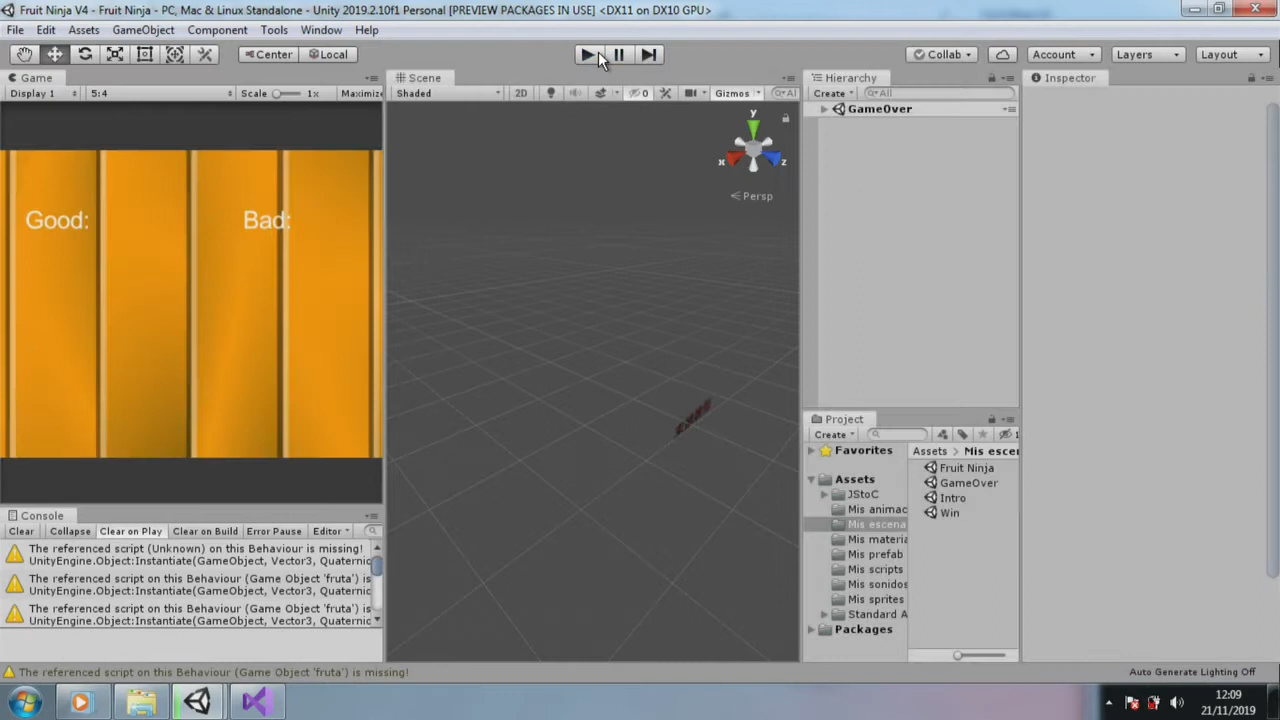 Fruit Ninja V4 - Fruit Ninja - PC, Mac & Linux Standalone - Unity 2019.2.10f1 Personal [PREVIEW PACKAGES IN USE] <DX11 on DX10 GPU>
File Edit Assets GameObject Component Tools Window Help
Center Local Collab Account Layers Layout
Game Scene Hierarchy Inspector
Display 1 5:4 Scale 1x Maximize Shaded 2D 0 Gizmos All Create All
GameOver
y
x z
Persp
Good: Bad:
Project
Create 1
Favorites Assets > Mis escen
Assets
JStoC
Mis animac
Mis escena
Mis materia
Mis prefab
Mis scripts
Mis sonidos
Mis sprites
Standard A
Packages
Fruit Ninja
GameOver
Intro
Win
Console
Clear Collapse Clear on Play Clear on Build Error Pause Editor
The referenced script (Unknown) on this Behaviour is missing!
UnityEngine.Object:Instantiate(GameObject, Vector3, Quaternic
The referenced script on this Behaviour (Game Object 'fruta') is
UnityEngine.Object:Instantiate(GameObject, Vector3, Quaternic
The referenced script on this Behaviour (Game Object 'fruta') is
UnityEngine.Object:Instantiate(GameObject, Vector3, Quaternic
The referenced script on this Behaviour (Game Object 'fruta') is missing! Auto Generate Lighting Off
12:09
21/11/2019